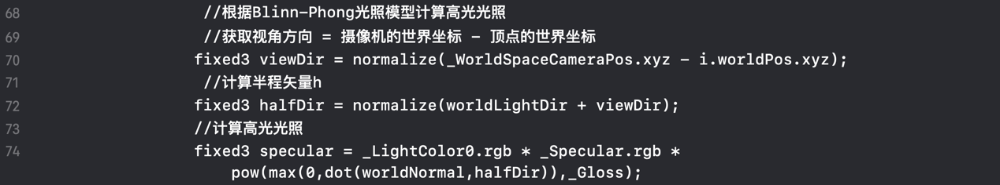 68 //根据Blinn-Phong光照模型计算高光光照
69 //获取视角方向 = 摄像机的世界坐标 - 顶点的世界坐标
70 fixed3 viewDir = normalize(_WorldSpaceCameraPos.xyz - i.worldPos.xyz);
71 //计算半程矢量h
72 fixed3 halfDir = normalize(worldLightDir + viewDir);
73 //计算高光光照
74 fixed3 specular = _LightColor0.rgb * _Specular.rgb *
pow(max(0,dot(worldNormal,halfDir)),_Gloss);